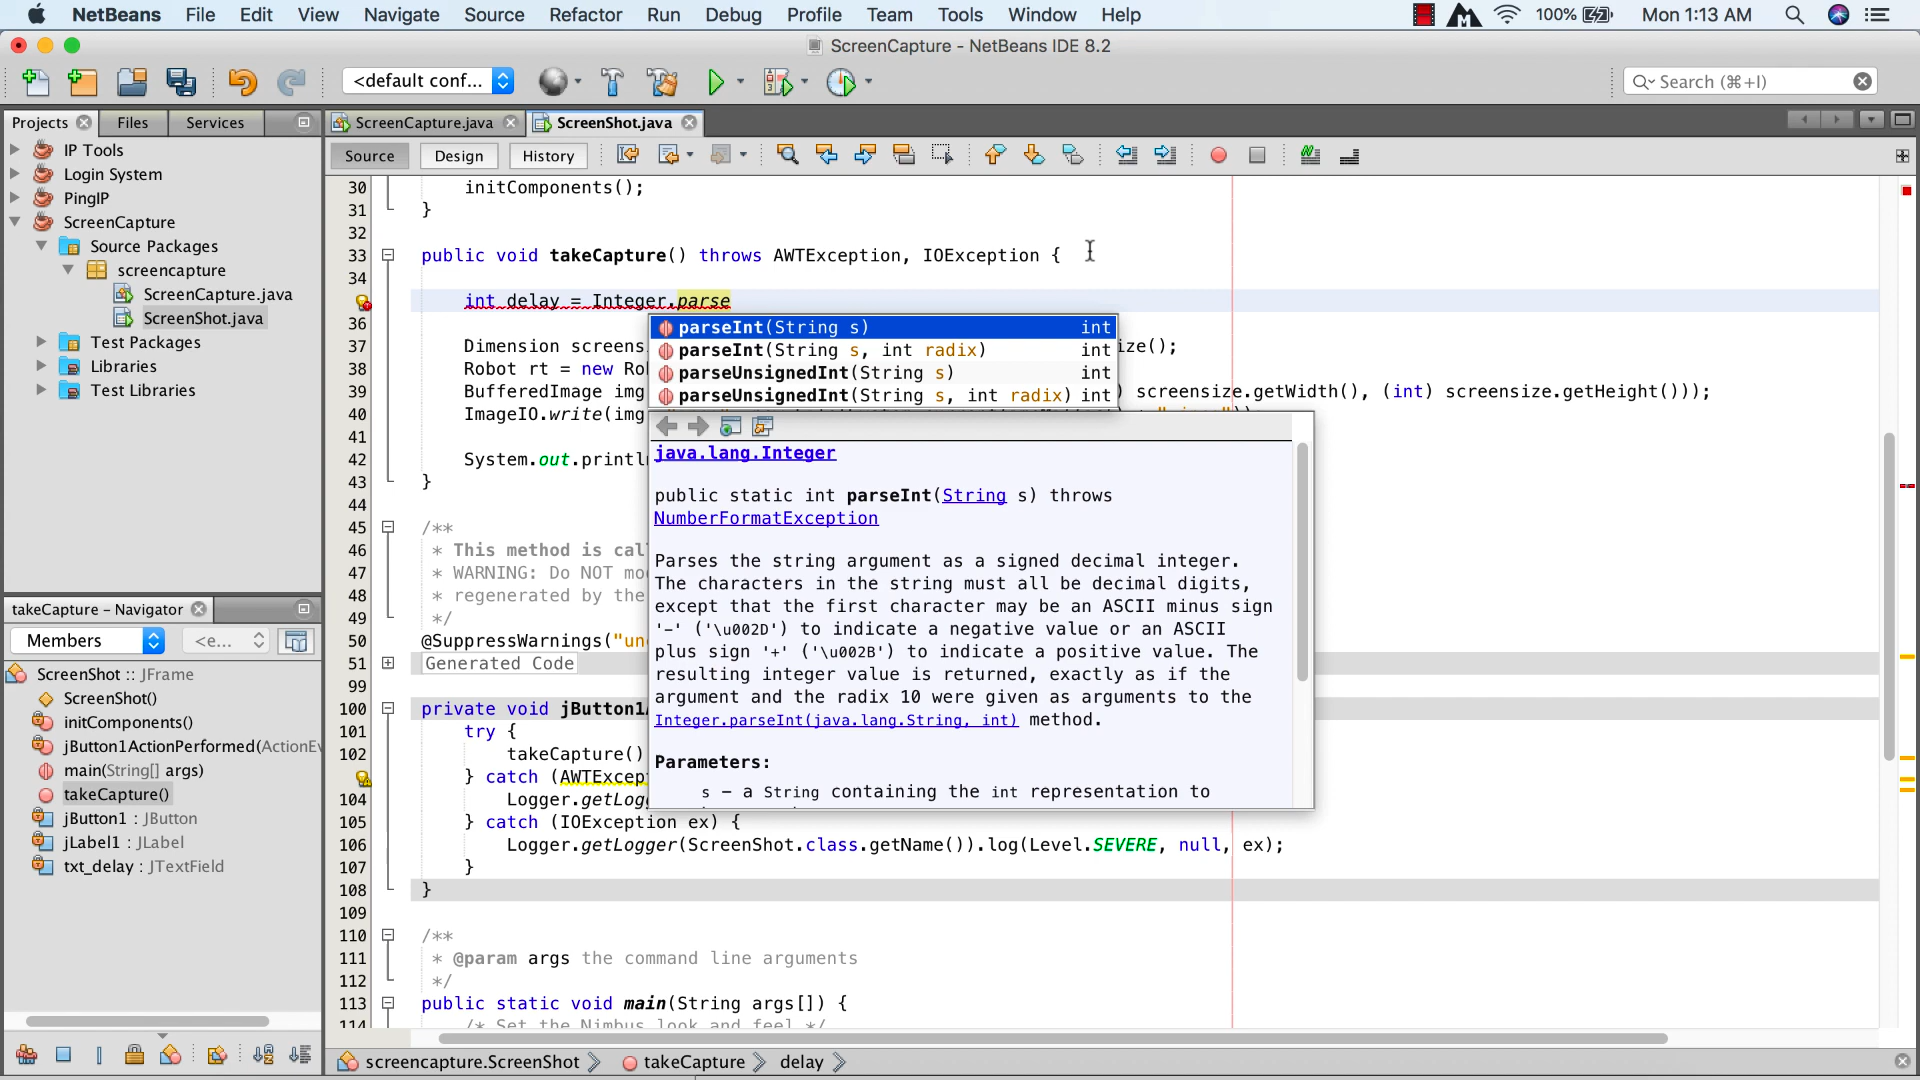 NetBeans File Edit View Navigate Source Refactor Run Debug Profile Team Tools Window Help 100% Mon 1:13 AM
ScreenCapture - NetBeans IDE 8.2
<default conf...
Search (⌘+I)
Projects Files Services
ScreenCapture.java ScreenShot.java
Source Design History
IP Tools
Login System
PingIP
ScreenCapture
Source Packages
screencapture
ScreenCapture.java
ScreenShot.java
Test Packages
Libraries
Test Libraries
takeCapture - Navigator
Members <e...
ScreenShot :: JFrame
ScreenShot()
initComponents()
jButton1ActionPerformed(ActionEv
main(String[] args)
takeCapture()
jButton1 : JButton
jLabel1 : JLabel
txt_delay : JTextField
30 initComponents();
31 }
32
33 public void takeCapture() throws AWTException, IOException {
34
int delay = Integer.parse
36
37 Dimension screens ize();
38 Robot rt = new Ro
39 BufferedImage img ) screensize.getWidth(), (int) screensize.getHeight()));
40 ImageIO.write(img
41
42 System.out.println
43 }
44
45 /**
46 * This method is cal
47 * WARNING: Do NOT mo
48 * regenerated by the
49 */
50 @SuppressWarnings("un
51 Generated Code
99
100 private void jButton1
101 try {
102 takeCapture()
} catch (AWTExcep
104 Logger.getLogg
105 } catch (IOException ex) {
106 Logger.getLogger(ScreenShot.class.getName()).log(Level.SEVERE, null, ex);
107 }
108 }
109
110 /**
111 * @param args the command line arguments
112 */
113 public static void main(String args[]) {
114 /* Set the Nimbus look and feel */
parseInt(String s) int
parseInt(String s, int radix) int
parseUnsignedInt(String s) int
parseUnsignedInt(String s, int radix) int
java.lang.Integer
public static int parseInt(String s) throws
NumberFormatException
Parses the string argument as a signed decimal integer.
The characters in the string must all be decimal digits,
except that the first character may be an ASCII minus sign
'-' ('\u002D') to indicate a negative value or an ASCII
plus sign '+' ('\u002B') to indicate a positive value. The
resulting integer value is returned, exactly as if the
argument and the radix 10 were given as arguments to the
Integer.parseInt(java.lang.String, int) method.
Parameters:
s - a String containing the int representation to
screencapture.ScreenShot takeCapture delay